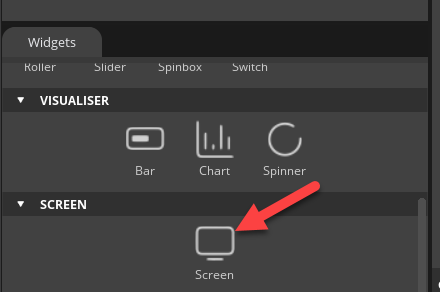 Widgets
Roller Slider Spinbox Switch
VISUALISER
Bar Chart Spinner
SCREEN
Screen